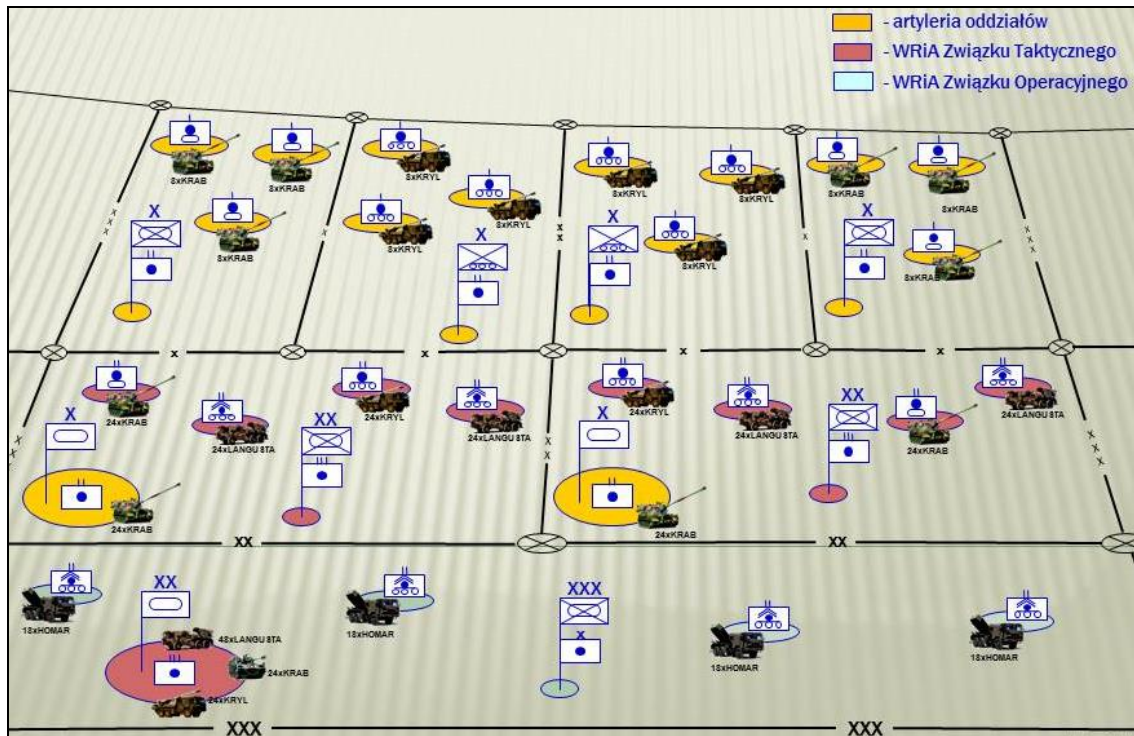 - artyleria oddziałów
- WRiA Związku Taktycznego
- WRiA Związku Operacyjnego
8xKRAB
8xKRAB
8xKRYL
8xKRYL
8xKRYL
8xKRYL
8xKRAB
8xKRAB
8xKRAB
8xKRYL
8xKRYL
8xKRAB
X
X
X
X
x
x
x
x
24xKRAB
24xLANGUSTA
24xKRYL
24xLANGUSTA
24xKRYL
24xLANGUSTA
24xKRAB
24xLANGUSTA
X
XX
X
XX
24xKRAB
24xKRAB
XX
XX
18xHOMAR
XX
18xHOMAR
XXX
x
18xHOMAR
18xHOMAR
48xLANGUSTA
24xKRAB
24xKRYL
XXX
XXX